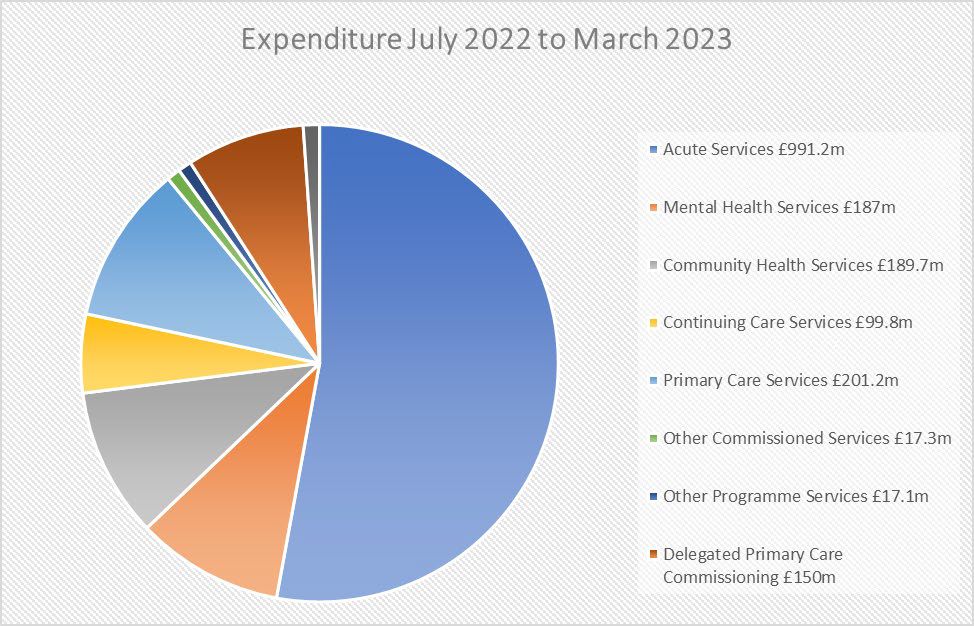 Expenditure July 2022 to March 2023
Acute Services £991.2m
Mental Health Services £187m
Community Health Services £189.7m
Continuing Care Services £99.8m
Primary Care Services £201.2m
Other Commissioned Services £17.3m
Other Programme Services £17.1m
Delegated Primary Care
Commissioning £150m